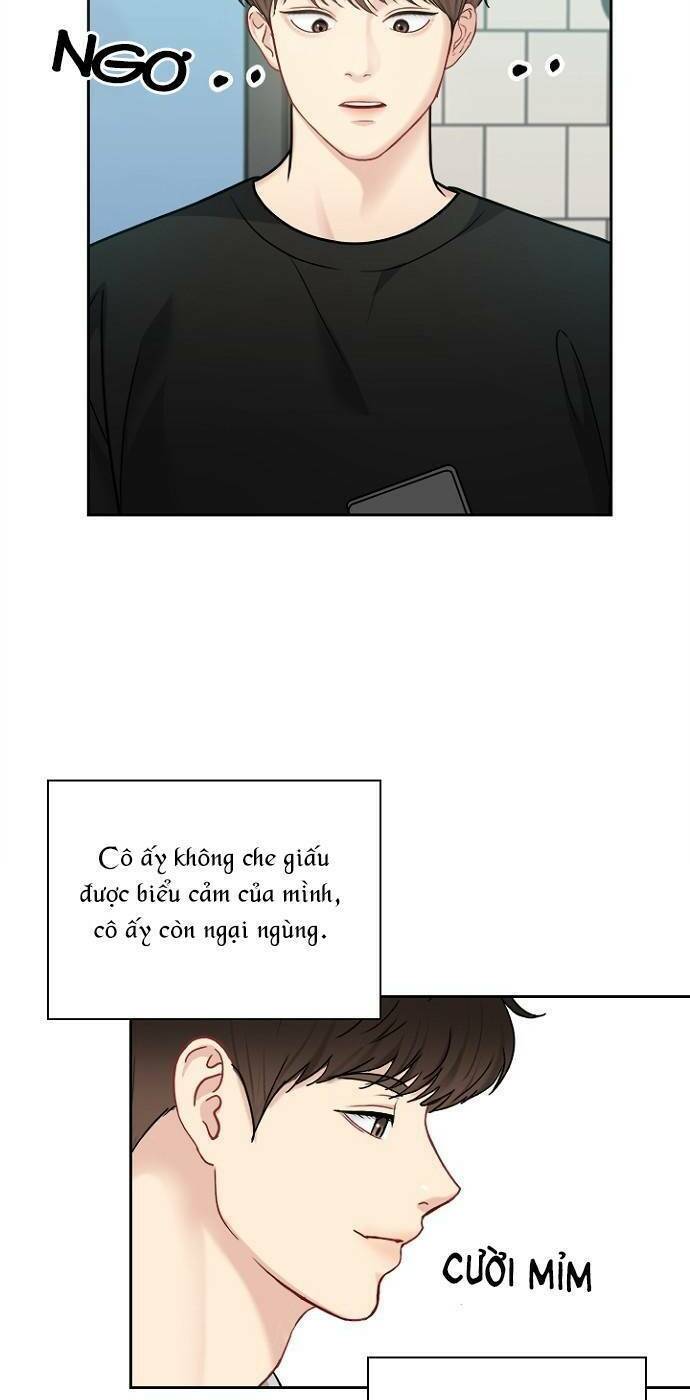 NGƠ
Cô ấy không che giấu
được biểu cảm của mình,
cô ấy còn ngại ngùng.
CƯỜI MỈM